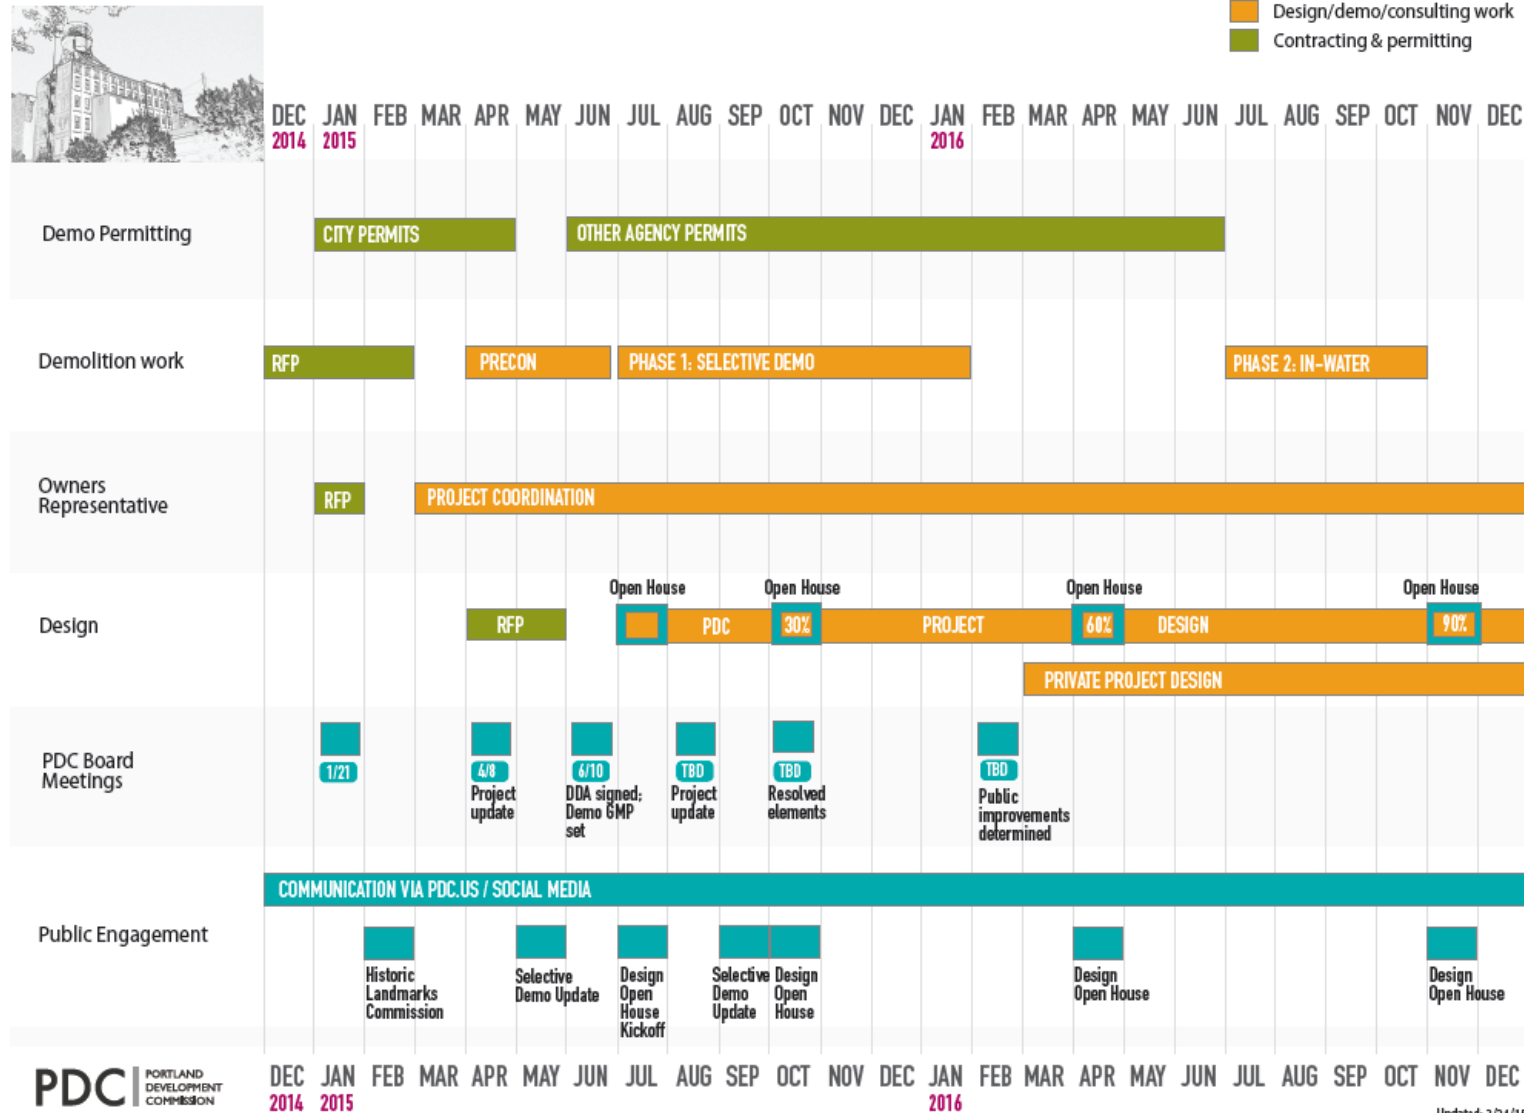 Design/demo/consulting work
Contracting & permitting
DEC JAN FEB MAR APR MAY JUN JUL AUG SEP OCT NOV DEC JAN FEB MAR APR MAY JUN JUL AUG SEP OCT NOV DEC
2014 2015 2016
Demo Permitting
CITY PERMITS
OTHER AGENCY PERMITS
Demolition work
RFP
PRECON
PHASE 1: SELECTIVE DEMO
PHASE 2: IN-WATER
Owners
Representative
RFP
PROJECT COORDINATION
Open House
Open House
Open House
Open House
Design
RFP
PDC
30%
PROJECT
60%
DESIGN
90%
PRIVATE PROJECT DESIGN
PDC Board
Meetings
1/21
4/8
Project
update
6/10
DDA signed;
Demo GMP
set
TBD
Project
update
TBD
Resolved
elements
TBD
Public
improvements
determined
COMMUNICATION VIA PDC.US / SOCIAL MEDIA
Public Engagement
Historic
Landmarks
Commission
Selective
Demo Update
Design
Open
House
Kickoff
Selective
Demo
Update
Design
Open
House
Design
Open House
Design
Open House
PDC
PORTLAND
DEVELOPMENT
COMMISSION
DEC JAN FEB MAR APR MAY JUN JUL AUG SEP OCT NOV DEC JAN FEB MAR APR MAY JUN JUL AUG SEP OCT NOV DEC
2014 2015 2016